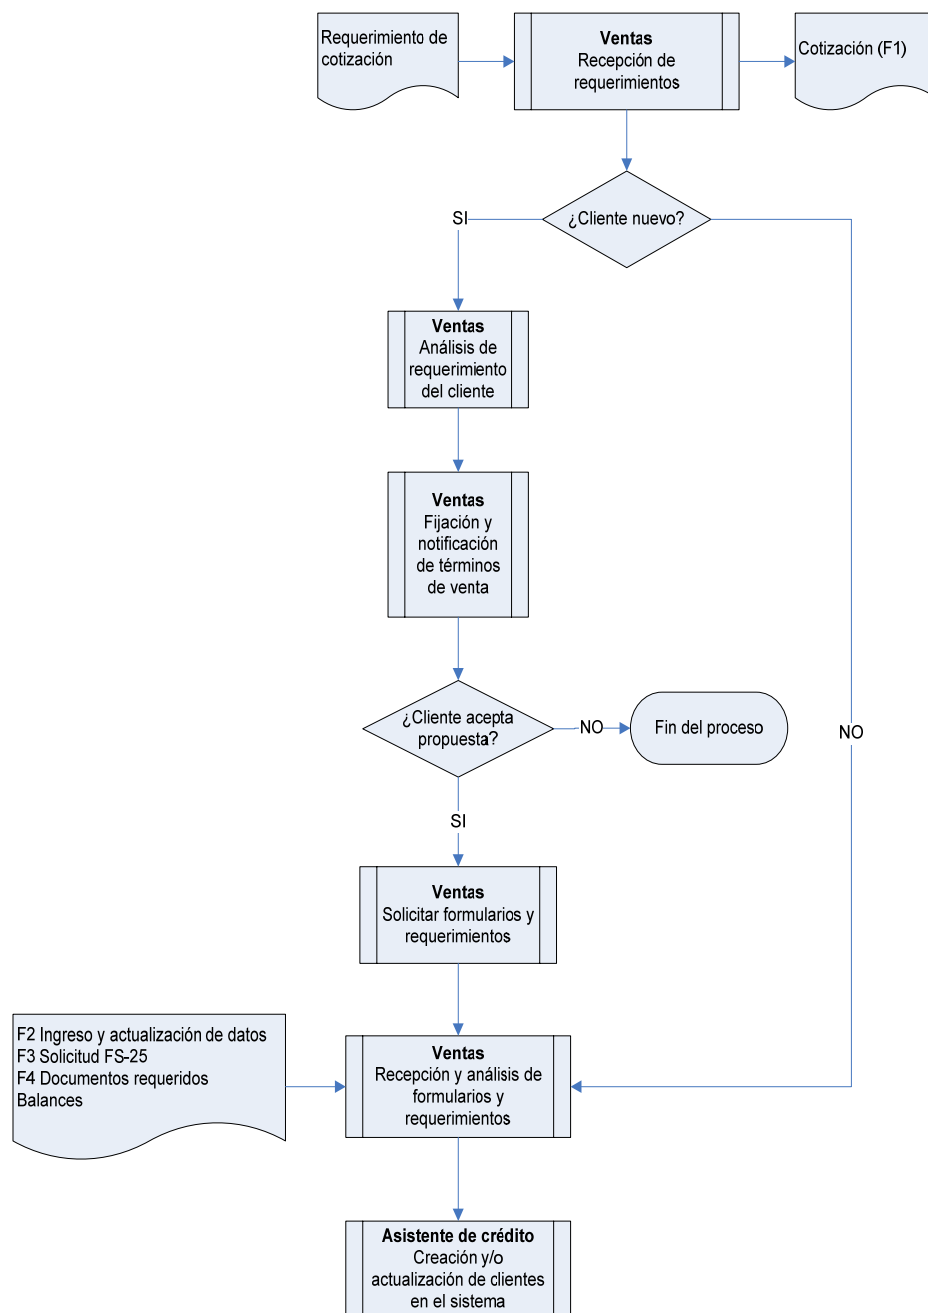 Requerimiento de
cotización
Ventas
Recepción de
requerimientos
Cotización (F1)
¿Cliente nuevo?
SI
Ventas
Análisis de
requerimiento
del cliente
Ventas
Fijación y
notificación
de términos
de venta
¿Cliente acepta
propuesta?
NO
Fin del proceso
NO
SI
Ventas
Solicitar formularios y
requerimientos
F2 Ingreso y actualización de datos
F3 Solicitud FS-25
F4 Documentos requeridos
Balances
Ventas
Recepción y análisis de
formularios y
requerimientos
Asistente de crédito
Creación y/o
actualización de clientes
en el sistema